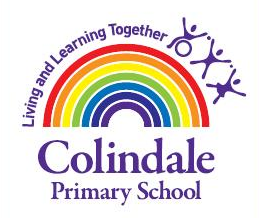 Living and Learning Together
Colindale
Primary School